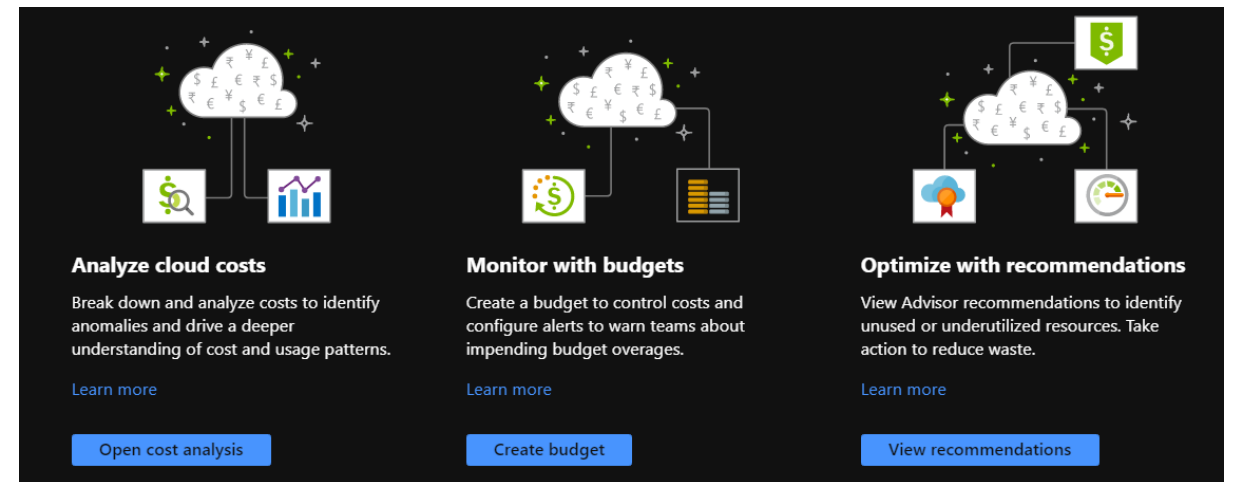 Analyze cloud costs
Break down and analyze costs to identify
anomalies and drive a deeper
understanding of cost and usage patterns.
Learn more
Open cost analysis
Monitor with budgets
Create a budget to control costs and
configure alerts to warn teams about
impending budget overages.
Learn more
Create budget
Optimize with recommendations
View Advisor recommendations to identify
unused or underutilized resources. Take
action to reduce waste.
Learn more
View recommendations